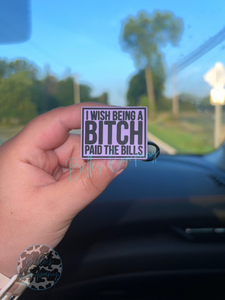 I WISH BEING A
BITCH
PAID THE BILLS